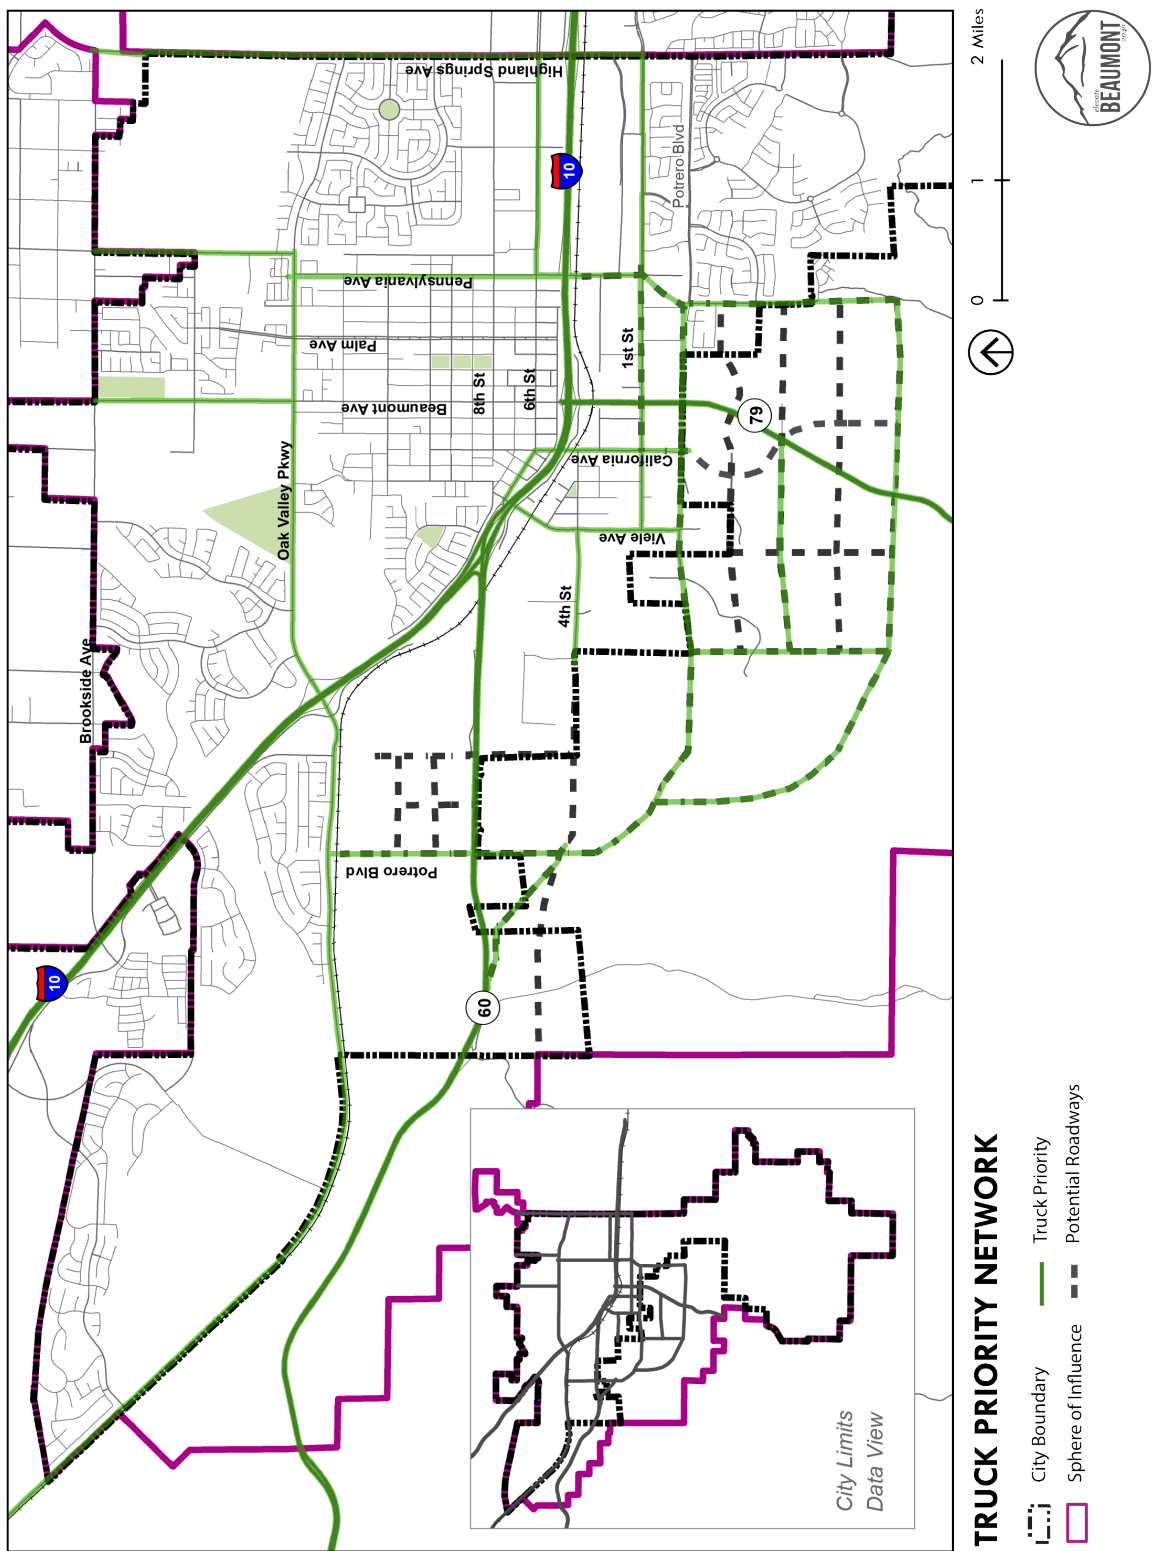 Brookside Ave
Oak Valley Pkwy
Highland Springs Ave
Pennsylvania Ave
Palm Ave
Beaumont Ave
8th St
6th St
1st St
4th St
California Ave
Viele Ave
Potrero Blvd
Potrero Blvd
10
10
60
79
City Limits
Data View
TRUCK PRIORITY NETWORK
City Boundary
Truck Priority
Sphere of Influence
Potential Roadways
0 1 2 Miles
elevate
BEAUMONT
2040